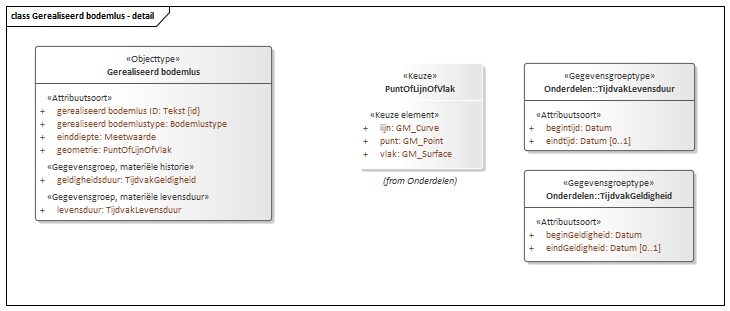 class Gerealiseerd bodemlus - detail
«Objecttype»
Gerealiseerd bodemlus
«Attribuutsoort»
+ gerealiseerd bodemlus ID: Tekst {id}
+ gerealiseerd bodemlustype: Bodemlustype
+ einddiepte: Meetwaarde
+ geometrie: PuntOfLijnOfVlak
«Gegevensgroep, materiële historie»
+ geldigheidsduur: TijdvakGeldigheid
«Gegevensgroep, materiële levensduur»
+ levensduur: TijdvakLevensduur
«Keuze»
PuntOfLijnOfVlak
«Keuze element»
+ lijn: GM_Curve
+ punt: GM_Point
+ vlak: GM_Surface
(from Onderdelen)
«Gegevensgroeptype»
Onderdelen::TijdvakLevensduur
«Attribuutsoort»
+ begintijd: Datum
+ eindtijd: Datum [0..1]
«Gegevensgroeptype»
Onderdelen::TijdvakGeldigheid
«Attribuutsoort»
+ beginGeldigheid: Datum
+ eindGeldigheid: Datum [0..1]